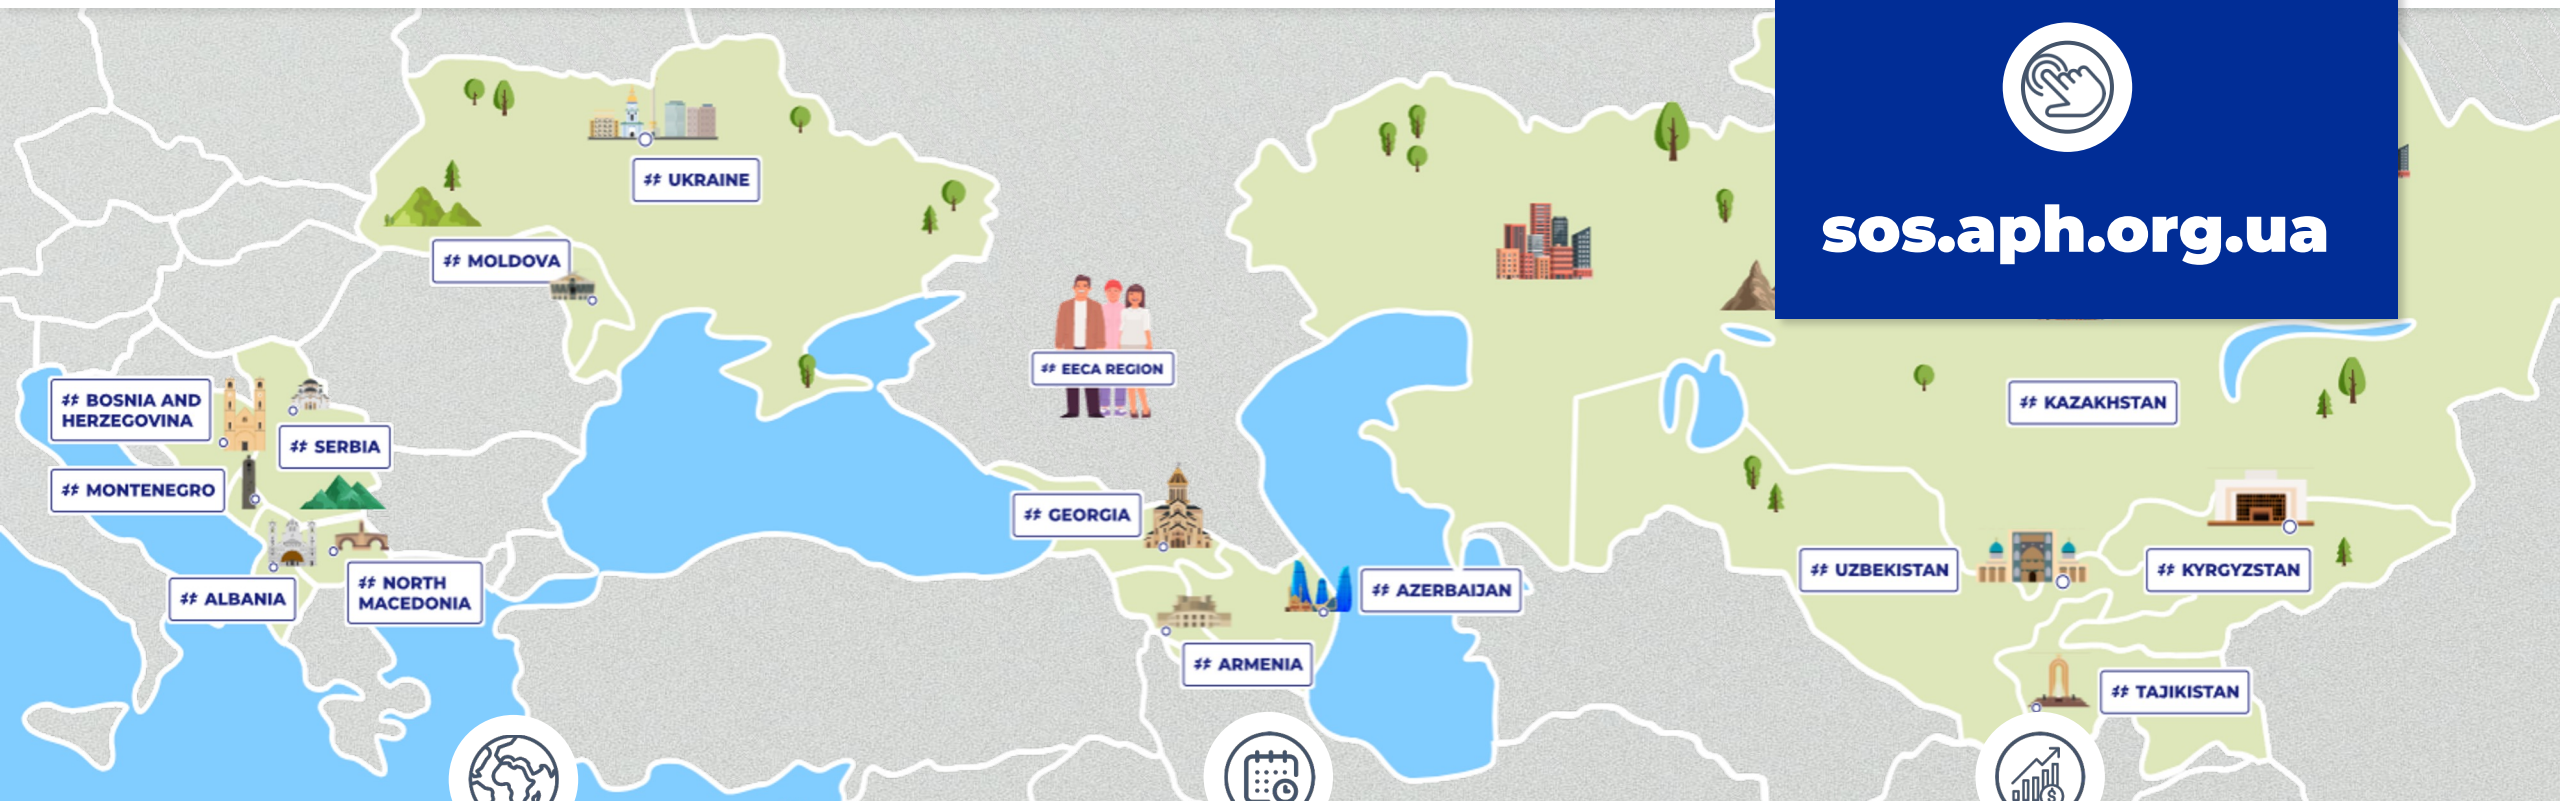 sos.aph.org.ua
## UKRAINE
## MOLDOVA
## EECA REGION
## BOSNIA AND
HERZEGOVINA
## SERBIA
## KAZAKHSTAN
## MONTENEGRO
## GEORGIA
## UZBEKISTAN
## KYRGYZSTAN
## ALBANIA
## NORTH
MACEDONIA
## AZERBAIJAN
## ARMENIA
## TAJIKISTAN